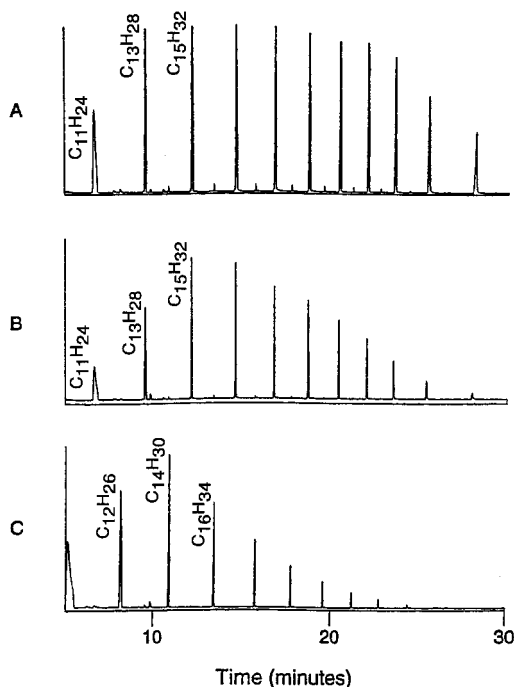 A
C₁₁H₂₄
C₁₃H₂₈
C₁₅H₃₂
B
C₁₁H₂₄
C₁₃H₂₈
C₁₅H₃₂
C
C₁₂H₂₆
C₁₄H₃₀
C₁₆H₃₄
10
20
30
Time (minutes)